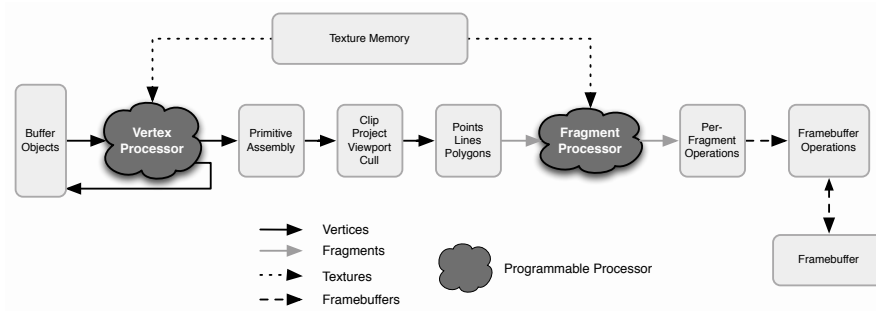 Texture Memory
Buffer
Objects
Vertex
Processor
Primitive
Assembly
Clip
Project
Viewport
Cull
Points
Lines
Polygons
Fragment
Processor
Per-
Fragment
Operations
Framebuffer
Operations
Framebuffer
Vertices
Fragments
Textures
Framebuffers
Programmable Processor